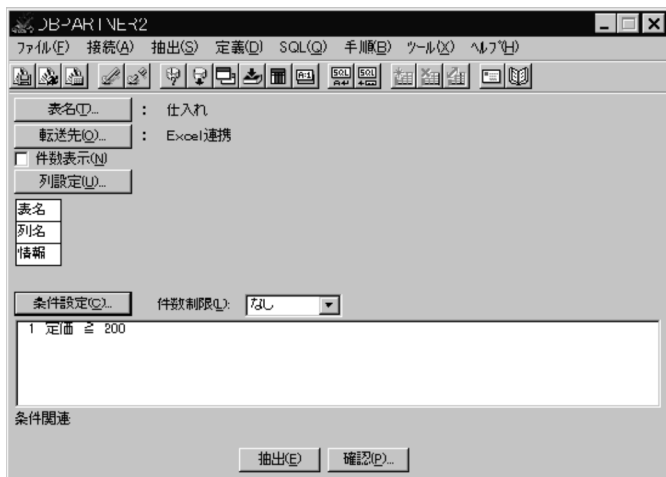 DBPARTNER2
ファイル(F) 接続(A) 抽出(S) 定義(D) SQL(Q) 手順(B) ツール(X) ヘルプ(H)
表名(T)... : 仕入れ
転送先(O)... : Excel連携
件数表示(N)
列設定(U)...
表名
列名
情報
条件設定(C)... 件数制限(L): なし
1 定価 ≧ 200
条件関連
抽出(E) 確認(P)...